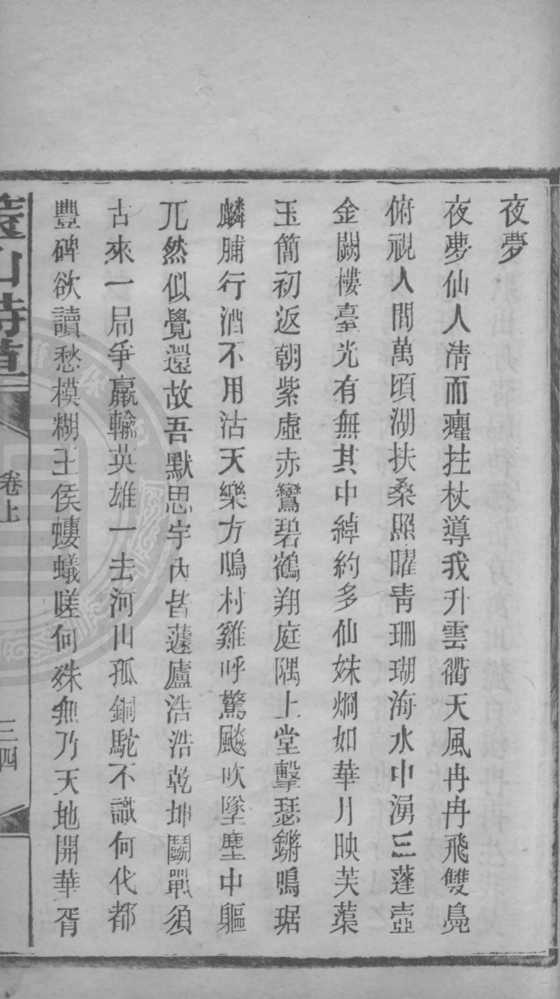 夜夢
夜夢仙人清而癯拄杖導我升雲衢天風冉冉飛雙鳧
俯視人間萬頃湖扶桑照曜靑珊瑚海水中湧三蓬壺
金闕樓臺光有無其中綽約多仙姝烱如華月映芙蕖
玉簡初返朝紫虛赤鸞碧鶴翔庭隅上堂擊瑟鏘鳴琚
麟脯行酒不用沽天樂方鳴村雞呼驚颷吹墜塵中軀
兀然似覺還故吾默思宇內皆蘧廬浩浩乾坤鬭戰須
古來一局爭贏輸英雄一去河山孤銅駝不識何代都
豐碑欲讀愁模糊王侯螻蟻嗟何殊無乃天地開華胥
山詩草
卷上
三四